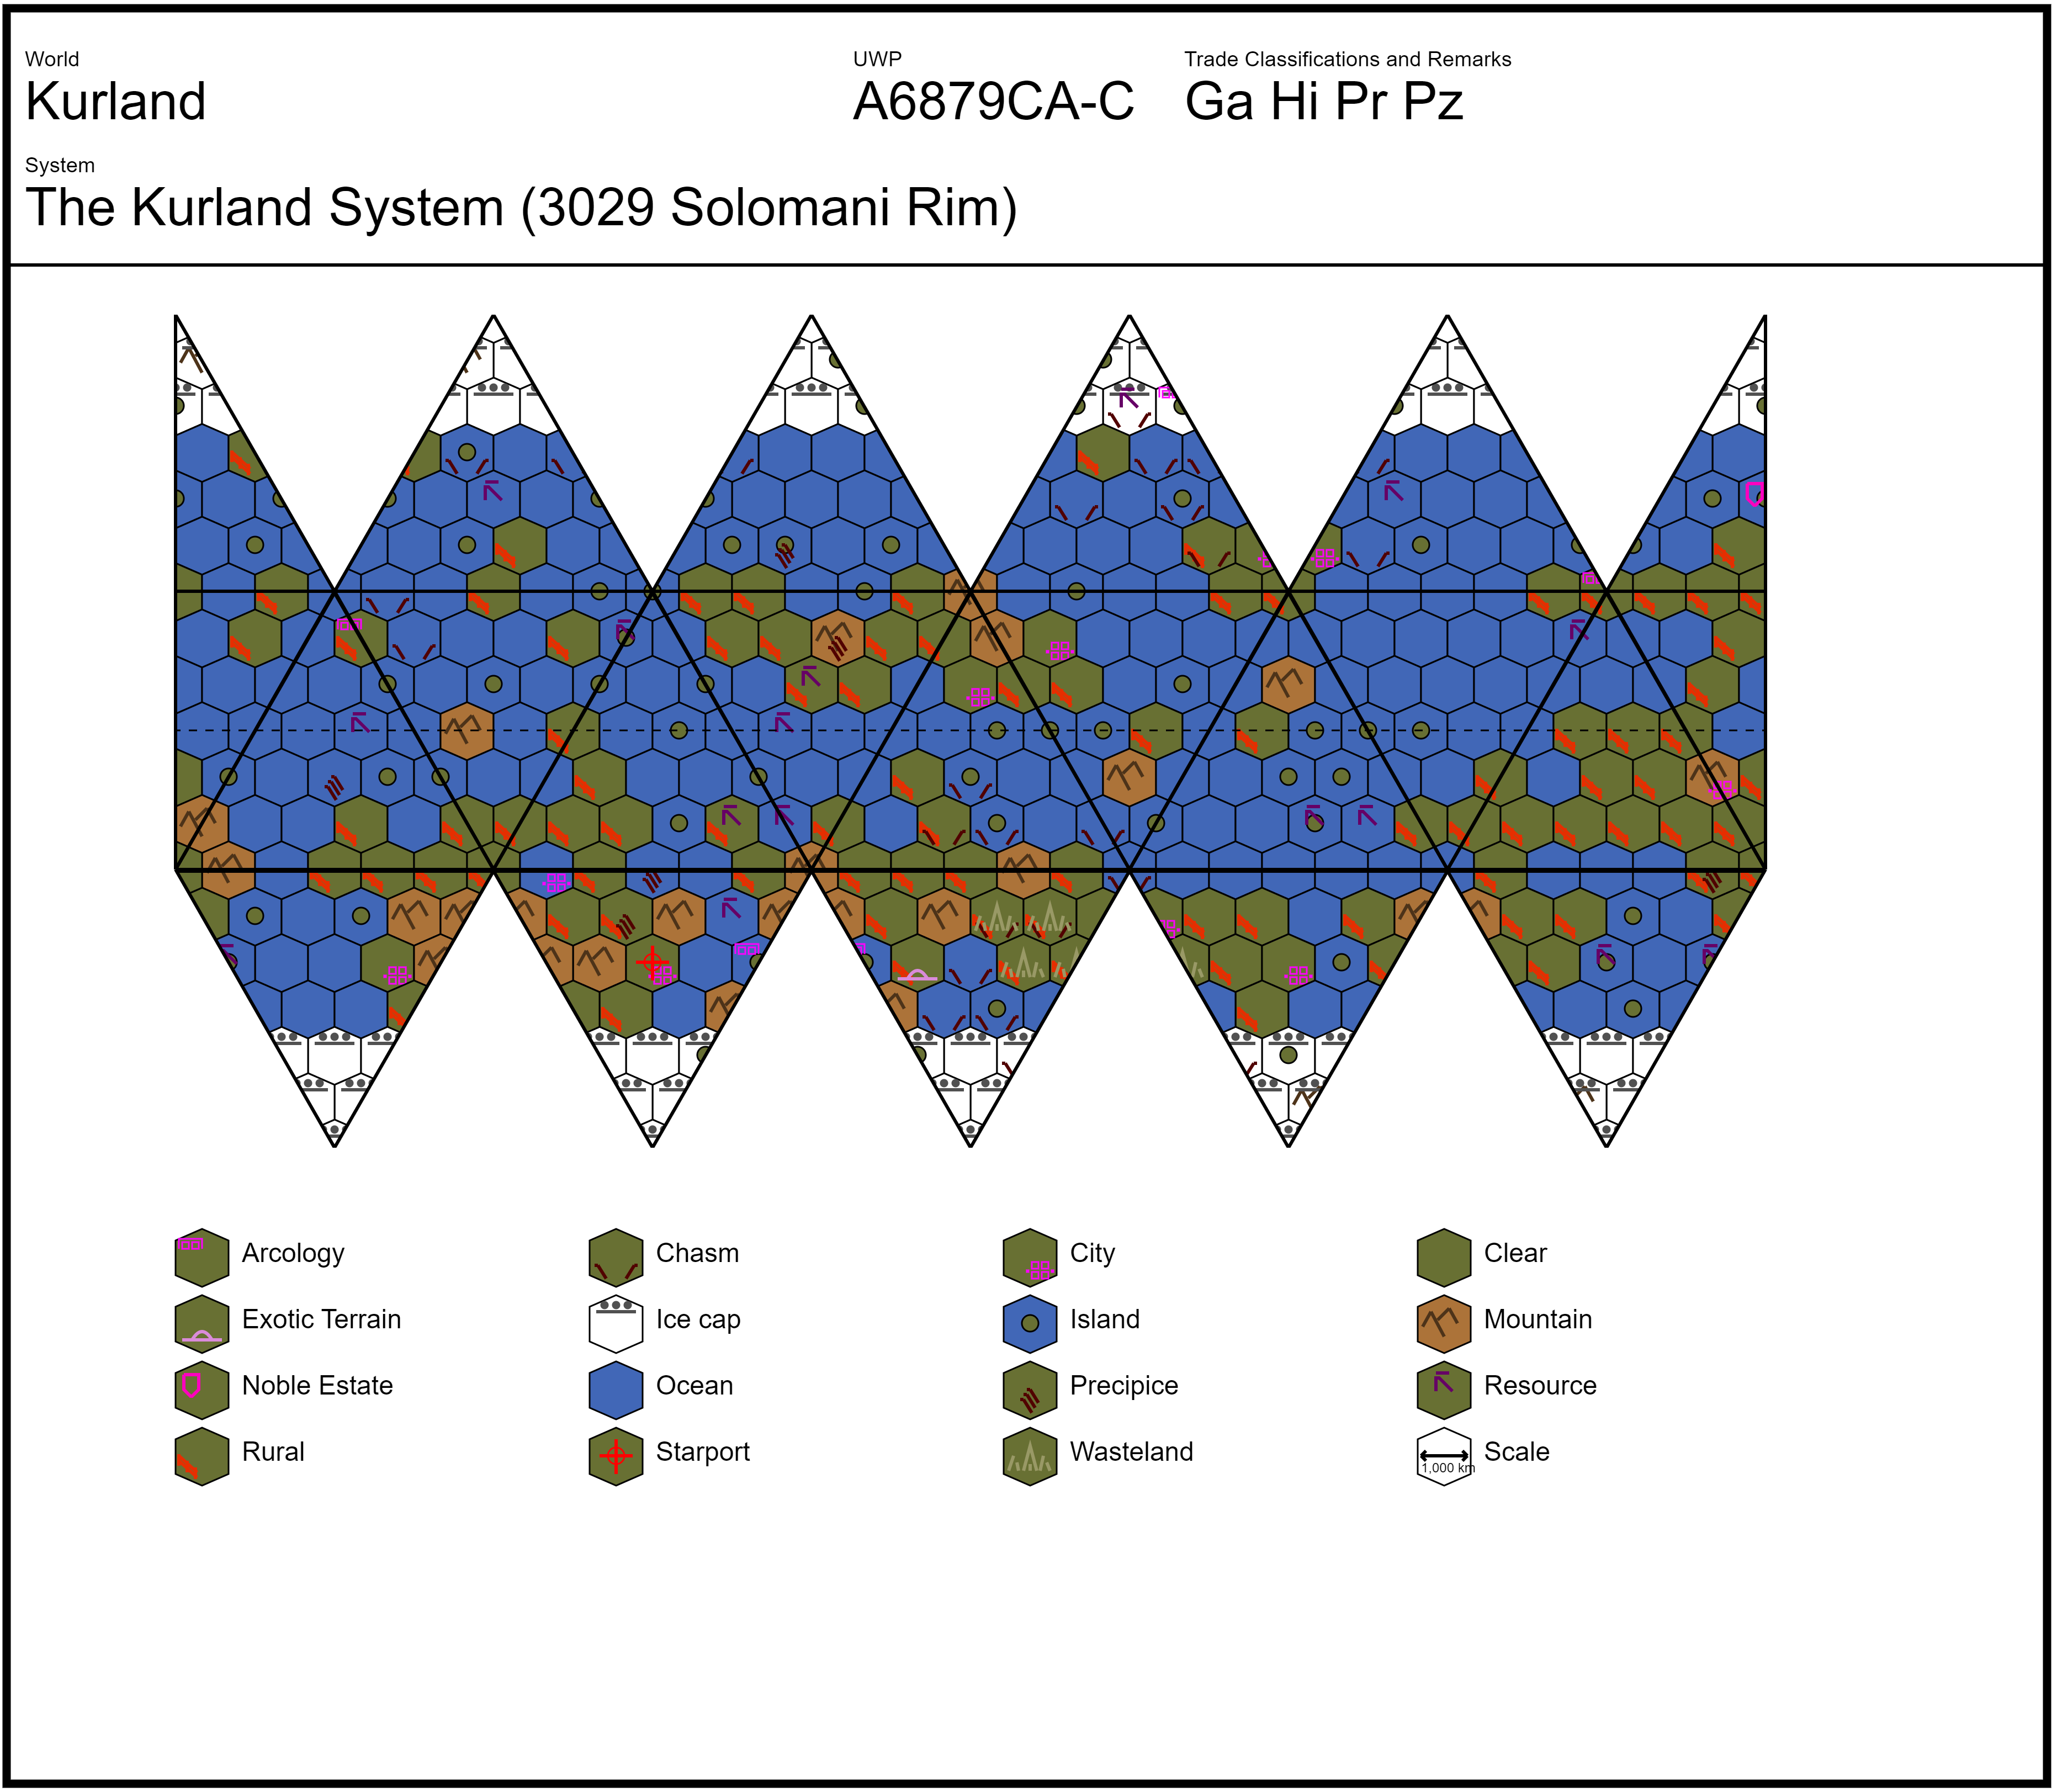 World
Kurland
UWP
A6879CA-C
Trade Classifications and Remarks
Ga Hi Pr Pz
System
The Kurland System (3029 Solomani Rim)
Arcology
Chasm
City
Clear
Exotic Terrain
Ice cap
Island
Mountain
Noble Estate
Ocean
Precipice
Resource
Rural
Starport
Wasteland
Scale
1,000 km